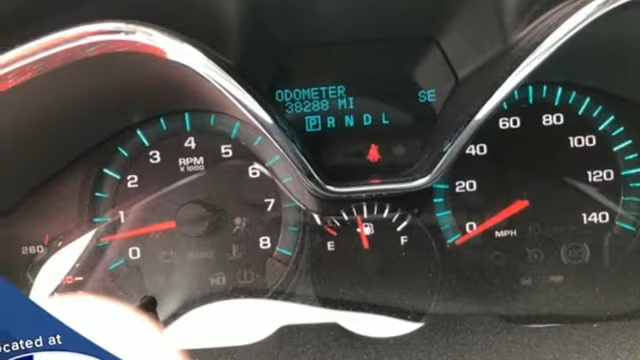 ODOMETER
38288 MI SE
P R N D L
0 1 2 3 4 5 6 7 8
RPM
X 1000
260
E F
0 20 40 60 80 100 120 140
MPH
ocated at